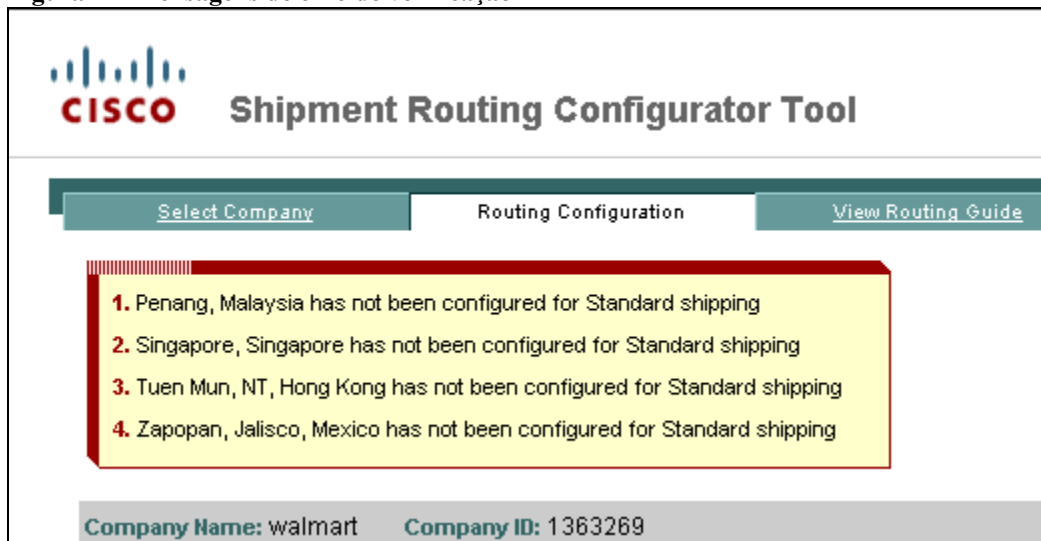 CISCO
Shipment Routing Configurator Tool
Select Company
Routing Configuration
View Routing Guide
1. Penang, Malaysia has not been configured for Standard shipping
2. Singapore, Singapore has not been configured for Standard shipping
3. Tuen Mun, NT, Hong Kong has not been configured for Standard shipping
4. Zapopan, Jalisco, Mexico has not been configured for Standard shipping
Company Name: walmart Company ID: 1363269